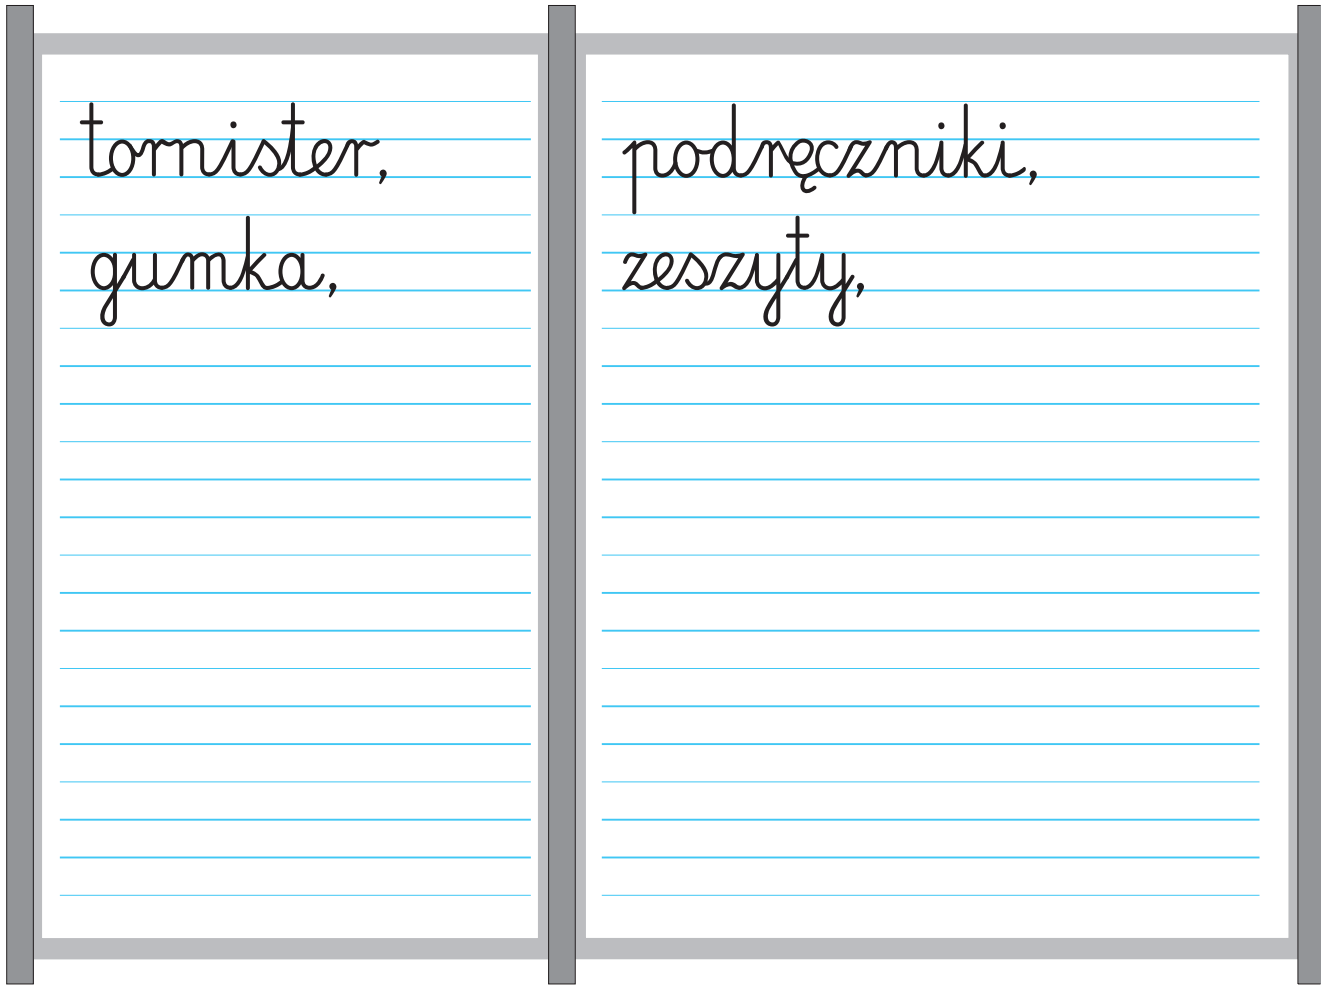 tornister,
gumka,
podręczniki,
zeszyty,